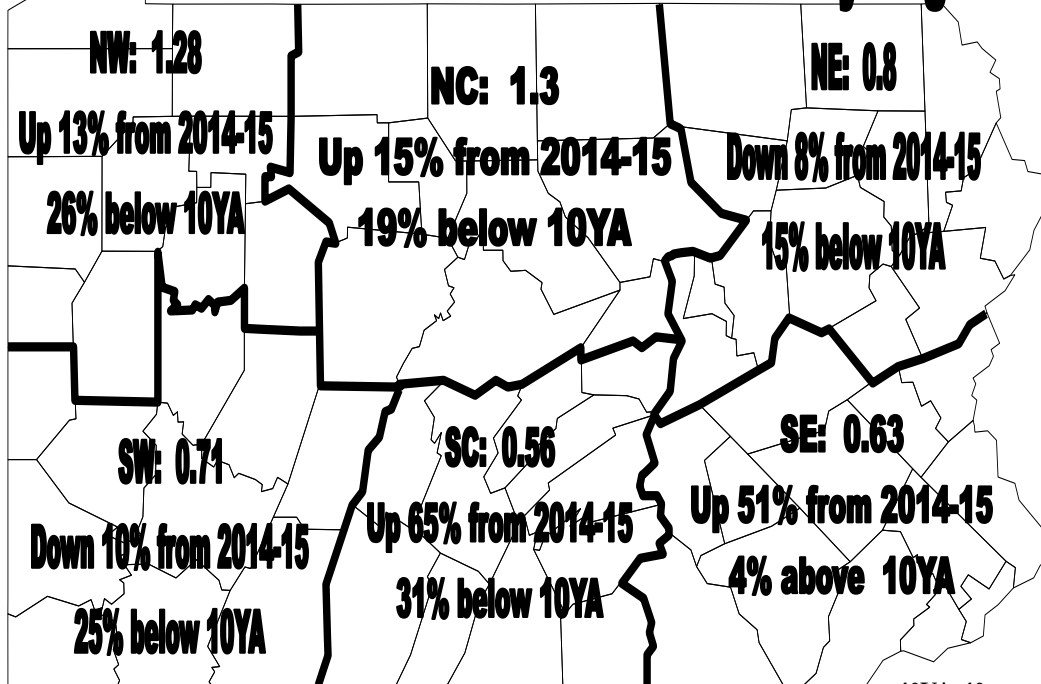 NW: 1.28
Up 13% from 2014-15
26% below 10YA
NC: 1.3
Up 15% from 2014-15
19% below 10YA
NE: 0.8
Down 8% from 2014-15
15% below 10YA
SW: 0.71
Down 10% from 2014-15
25% below 10YA
SC: 0.56
Up 65% from 2014-15
31% below 10YA
SE: 0.63
Up 51% from 2014-15
4% above 10YA